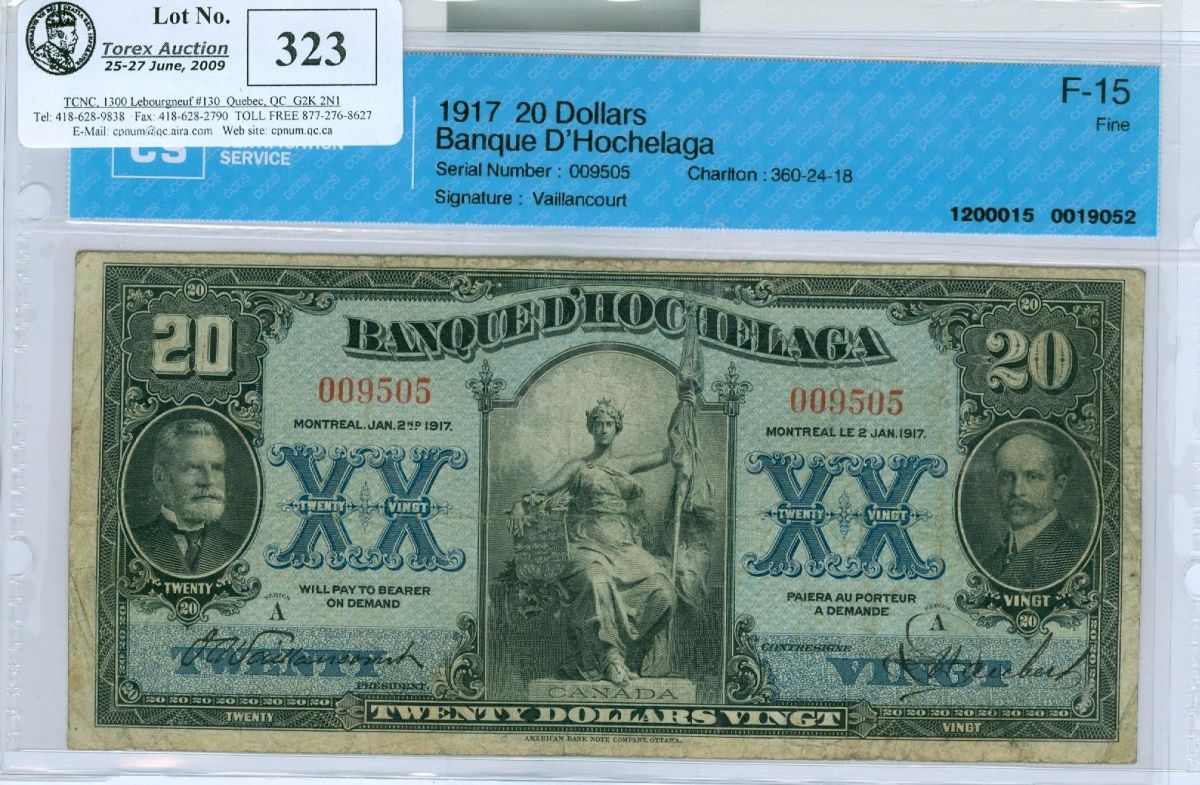 Lot No.
Torex Auction
25-27 June, 2009
323
TCNC, 1300 Lebourgneuf #130 Quebec, QC G2K 2N1
Tel: 418-628-9838 Fax: 418-628-2790 TOLL FREE 877-276-8627
E-Mail: cpnum@qc.aira.com Web site: cpnum.qc.ca
SERVICE
1917 20 Dollars
Banque D'Hochelaga
Serial Number : 009505 Charlton : 360-24-18
Signature : Vaillancourt
F-15
Fine
1200015 0019052
20 20
20 BANQUE D'HOCHELAGA 20
009505 009505
MONTREAL. JAN. 2ND 1917. MONTREAL LE 2 JAN. 1917.
XX XX
TWENTY VINGT TWENTY VINGT
TWENTY VINGT
20 20
WILL PAY TO BEARER
ON DEMAND
PAIERA AU PORTEUR
A DEMANDE
SERIES A SERIES A
CONTRESIGNE
TWENTY VINGT
PRESIDENT
CANADA
TWENTY DOLLARS VINGT
TWENTY VINGT
AMERICAN BANK NOTE COMPANY, OTTAWA.